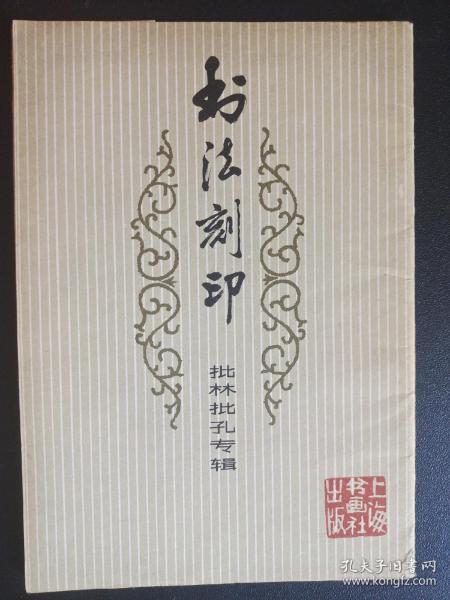 书法刻印
批林批孔专辑
上海
书画社
出版
孔夫子旧书网
www.kongfz.com